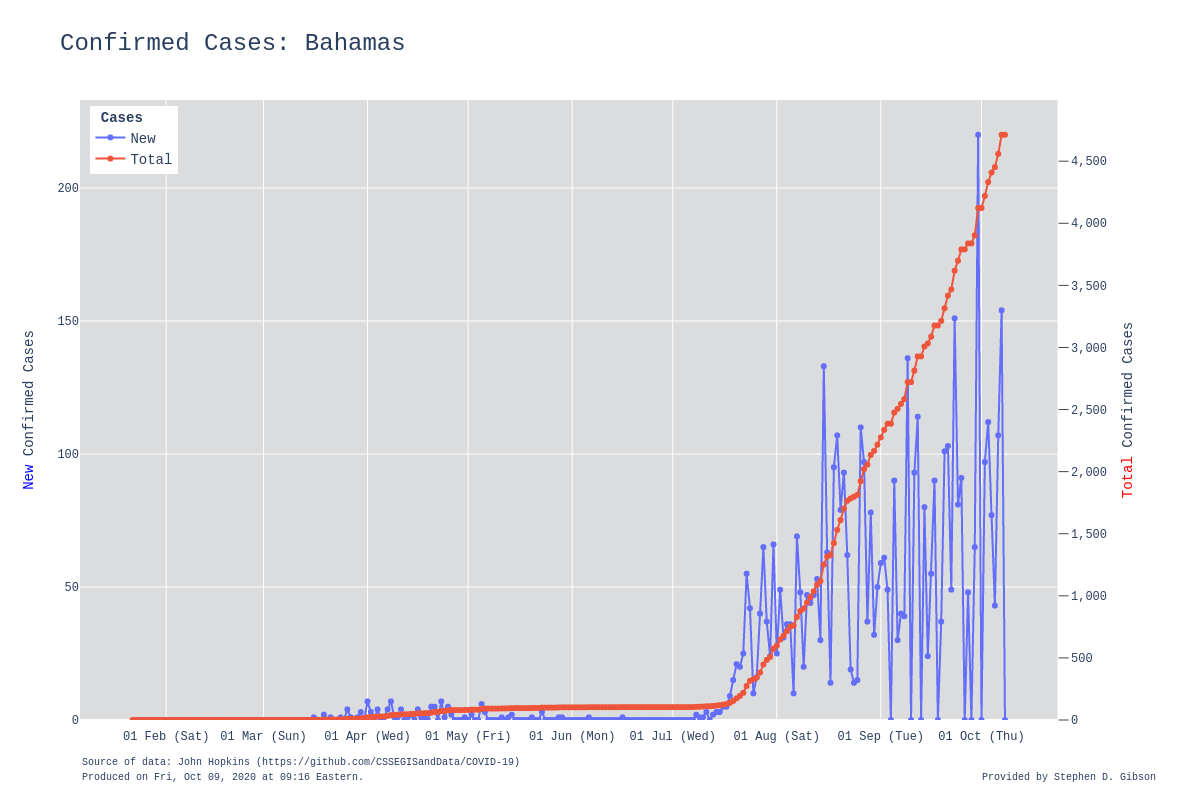 Confirmed Cases: Bahamas
Cases
New
Total
200
150
100
50
0
4,500
4,000
3,500
3,000
2,500
2,000
1,500
1,000
500
0
New Confirmed Cases
Total Confirmed Cases
01 Feb (Sat) 01 Mar (Sun) 01 Apr (Wed) 01 May (Fri) 01 Jun (Mon) 01 Jul (Wed) 01 Aug (Sat) 01 Sep (Tue) 01 Oct (Thu)
Source of data: John Hopkins (https://github.com/CSSEGISandData/COVID-19)
Produced on Fri, Oct 09, 2020 at 09:16 Eastern.
Provided by Stephen D. Gibson